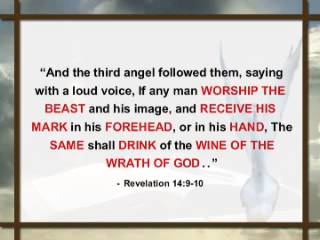 “And the third angel followed them, saying
with a loud voice, If any man WORSHIP THE
BEAST and his image, and RECEIVE HIS
MARK in his FOREHEAD, or in his HAND, The
SAME shall DRINK of the WINE OF THE
WRATH OF GOD . .”
- Revelation 14:9-10